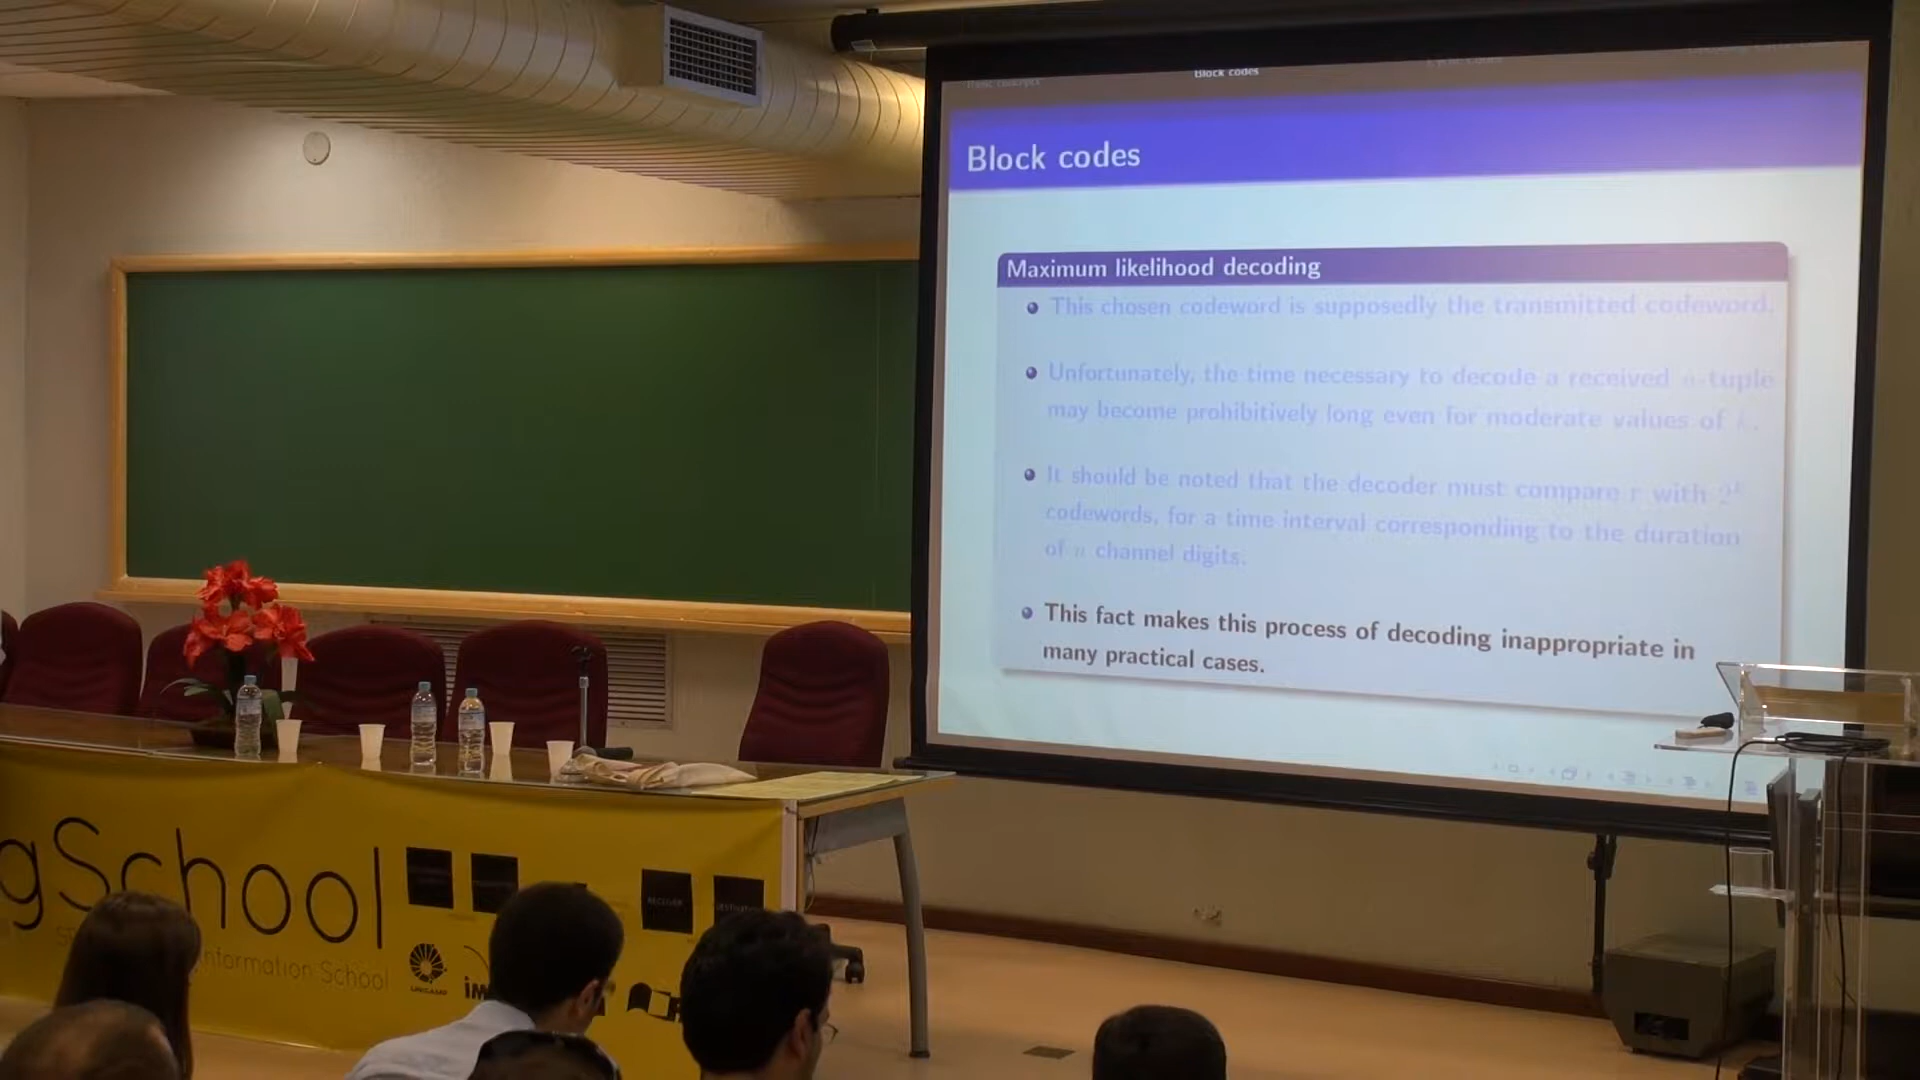 Block codes
Block codes
Maximum likelihood decoding
This chosen codeword is supposedly the transmitted codeword.
Unfortunately, the time necessary to decode a received n-tuple
may become prohibitively long even for moderate values of k.
It should be noted that the decoder must compare r with 2^k
codewords, for a time interval corresponding to the duration
of n channel digits.
This fact makes this process of decoding inappropriate in
many practical cases.
gSchool
RECEIVER
Information School
UNICAMP